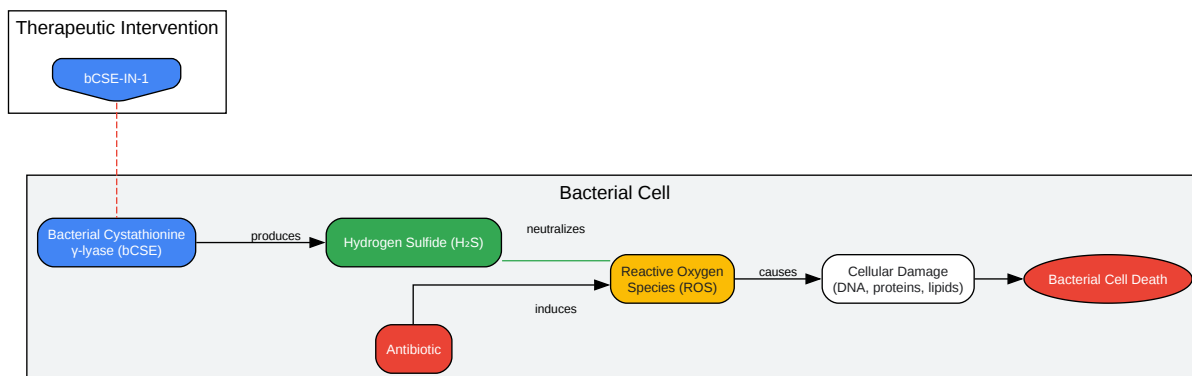 Therapeutic Intervention
bCSE-IN-1
Bacterial Cell
Bacterial Cystathionine
γ-lyase (bCSE)
produces
Hydrogen Sulfide (H₂S)
neutralizes
Reactive Oxygen
Species (ROS)
causes
Cellular Damage
(DNA, proteins, lipids)
Bacterial Cell Death
induces
Antibiotic